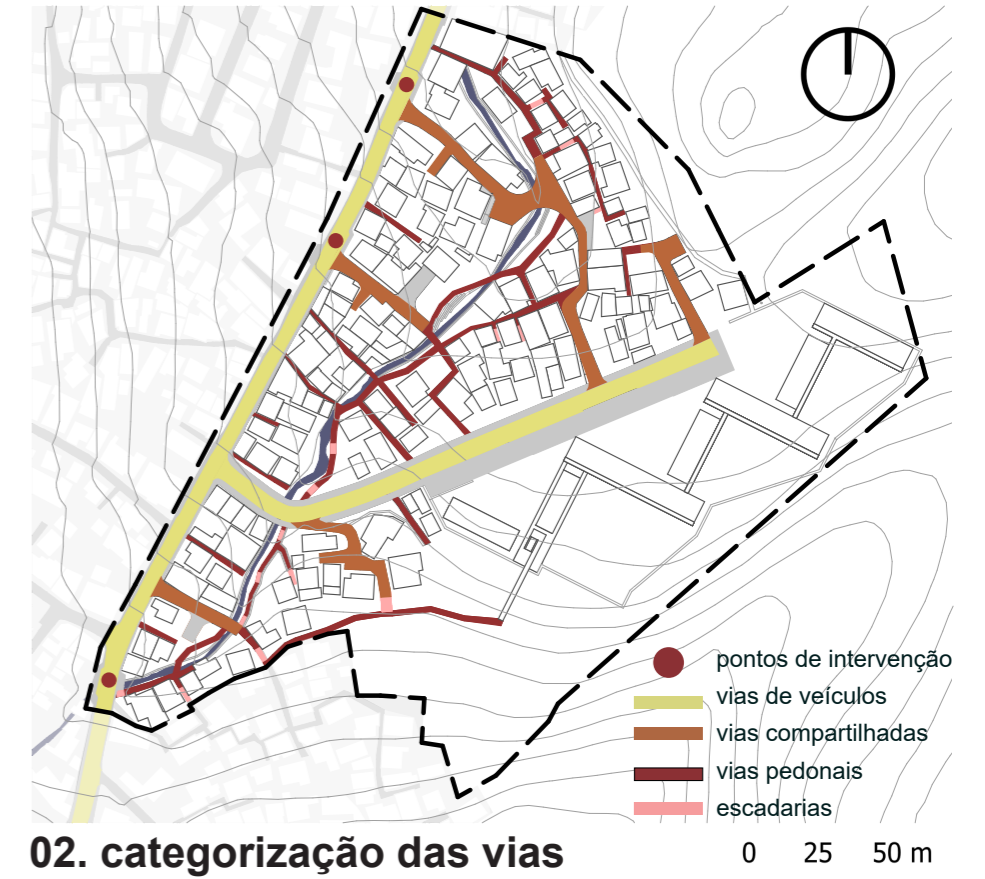 pontos de intervenção
vias de veículos
vias compartilhadas
vias pedonais
escadarias
02. categorização das vias
0 25 50 m